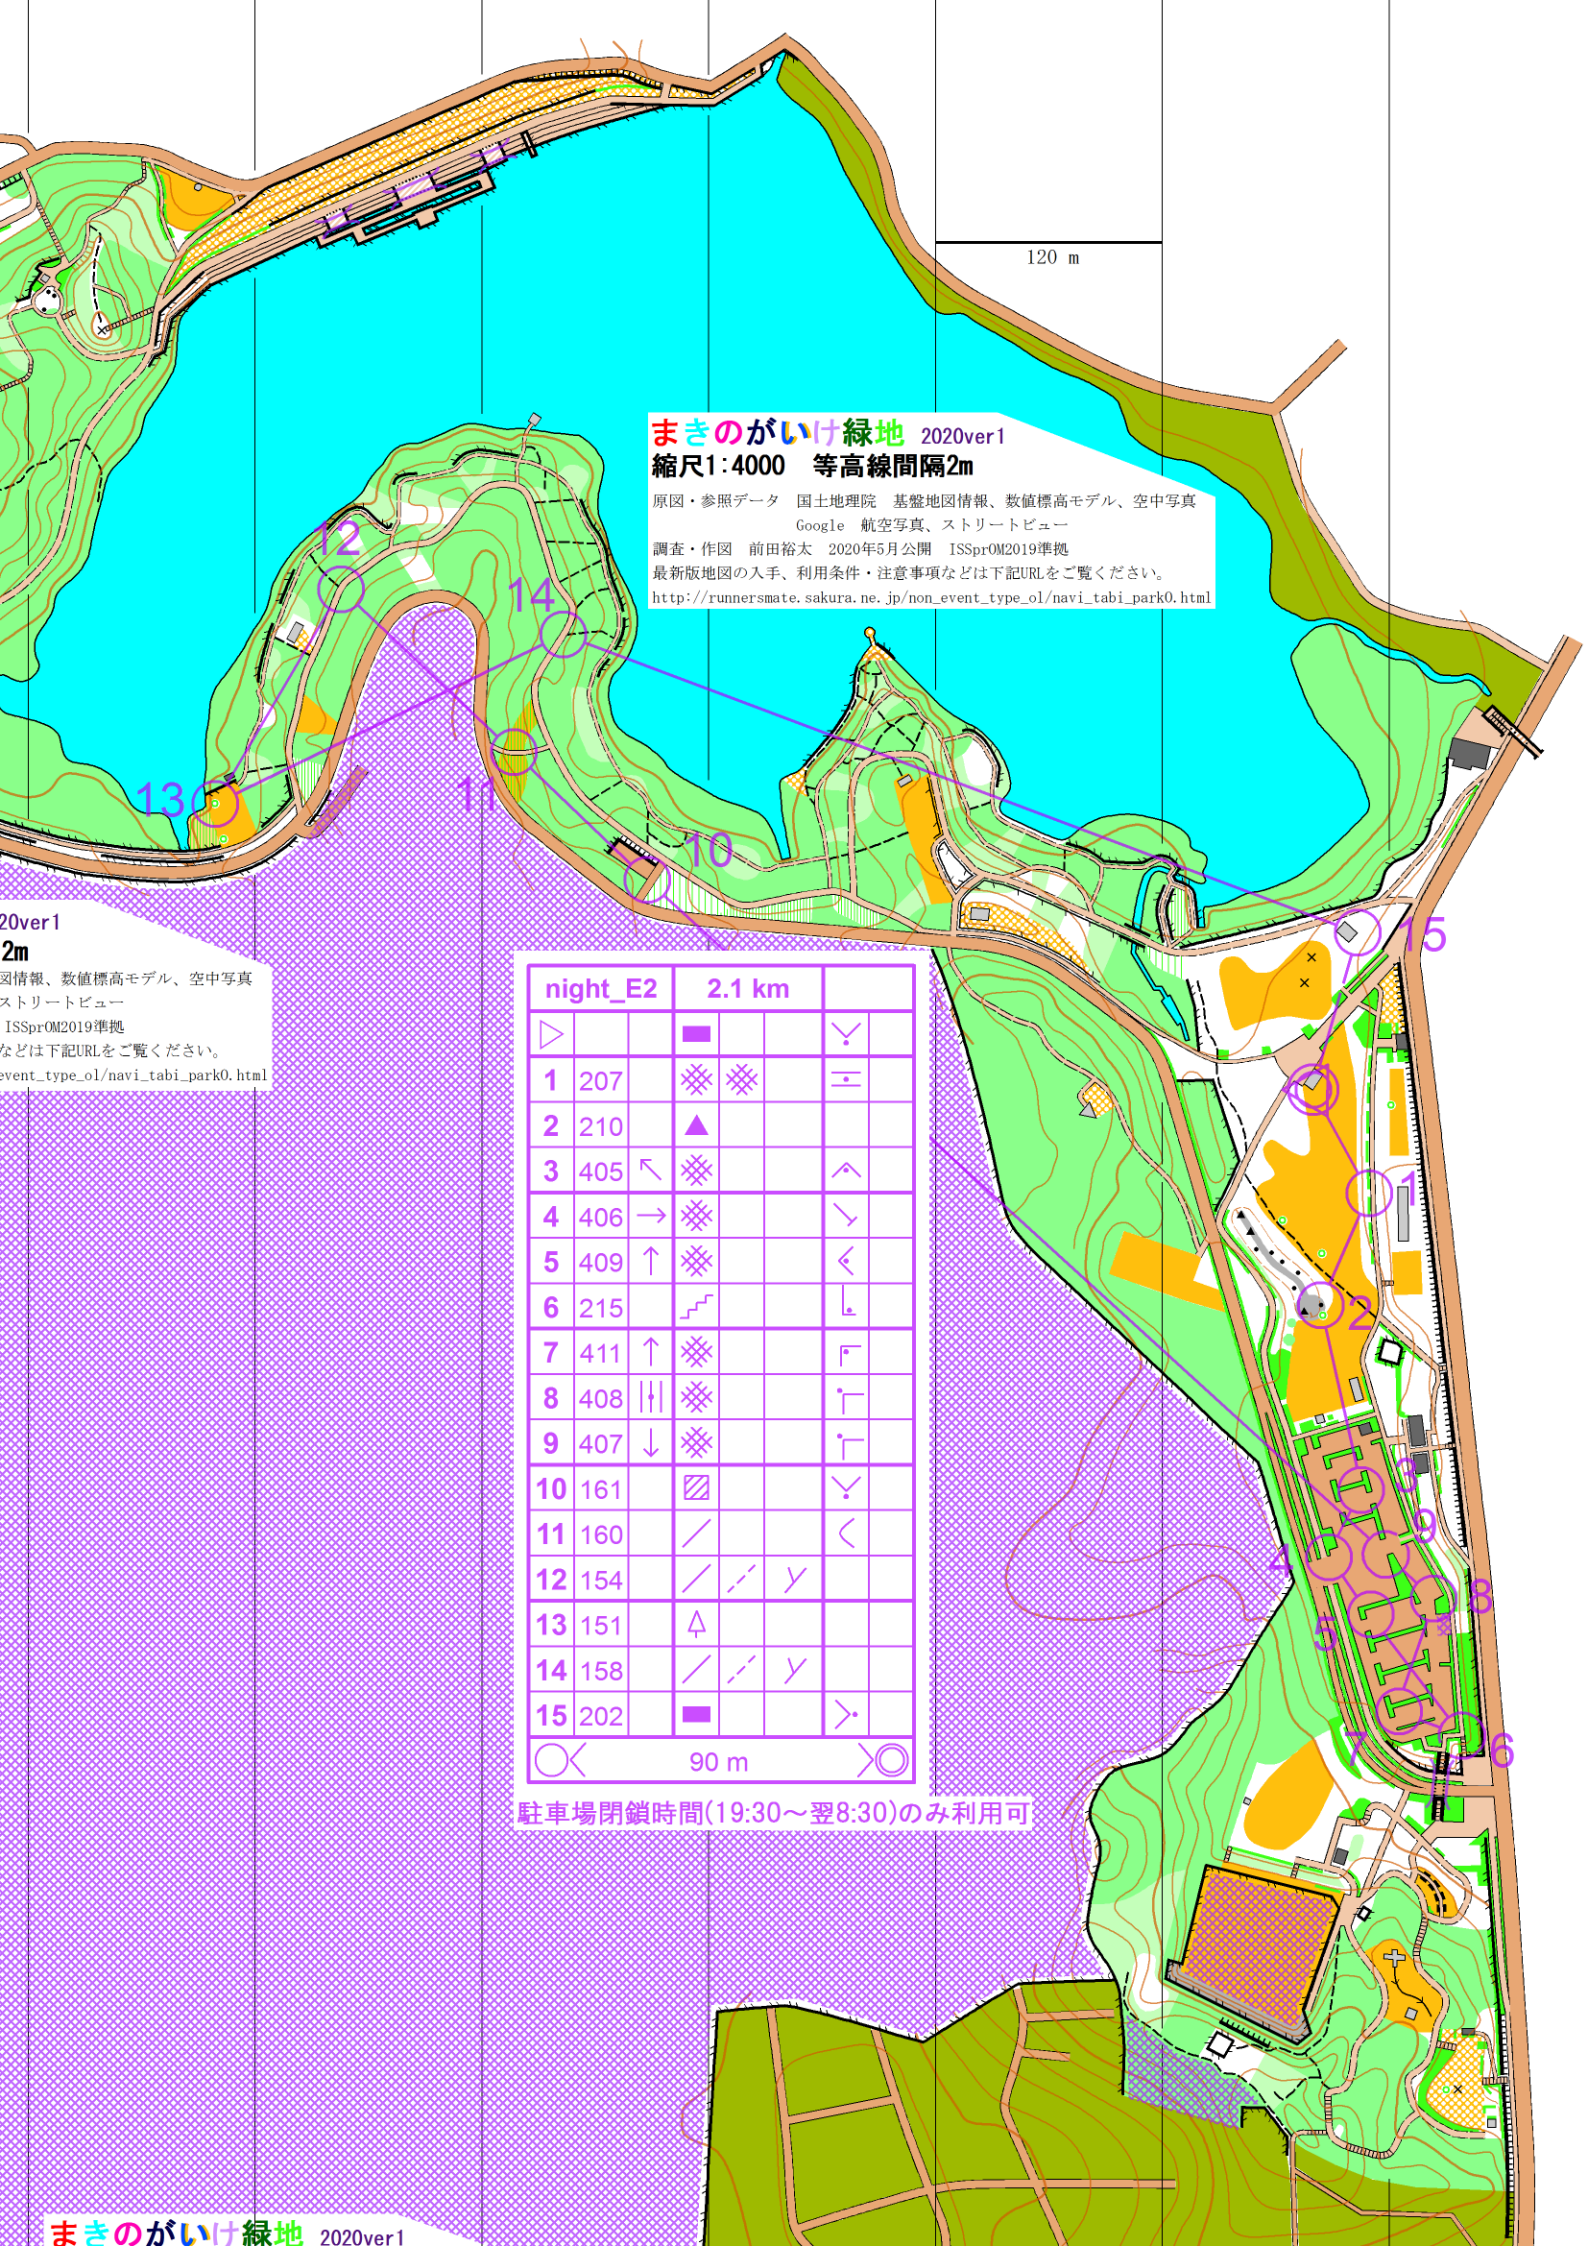 120 m
まきのがいけ緑地 2020ver1
縮尺1:4000 等高線間隔2m
原図・参照データ 国土地理院 基盤地図情報、数値標高モデル、空中写真
Google 航空写真、ストリートビュー
調査・作図 前田裕太 2020年5月公開 ISSprOM2019準拠
最新版地図の入手、利用条件・注意事項などは下記URLをご覧ください。
http://runnersmate.sakura.ne.jp/non_event_type_ol/navi_tabi_parkO.html
12
14
13
11
10
15
1
2
3
9
4
8
5
7
6
20ver1
2m
図情報、数値標高モデル、空中写真
ストリートビュー
ISSprOM2019準拠
などは下記URLをご覧ください。
event_type_ol/navi_tabi_parkO.html
night_E2 2.1 km
1 207
2 210
3 405
4 406
5 409
6 215
7 411
8 408
9 407
10 161
11 160
12 154
13 151
14 158
15 202
90 m
駐車場閉鎖時間(19:30～翌8:30)のみ利用可
まきのがいけ緑地 2020ver1